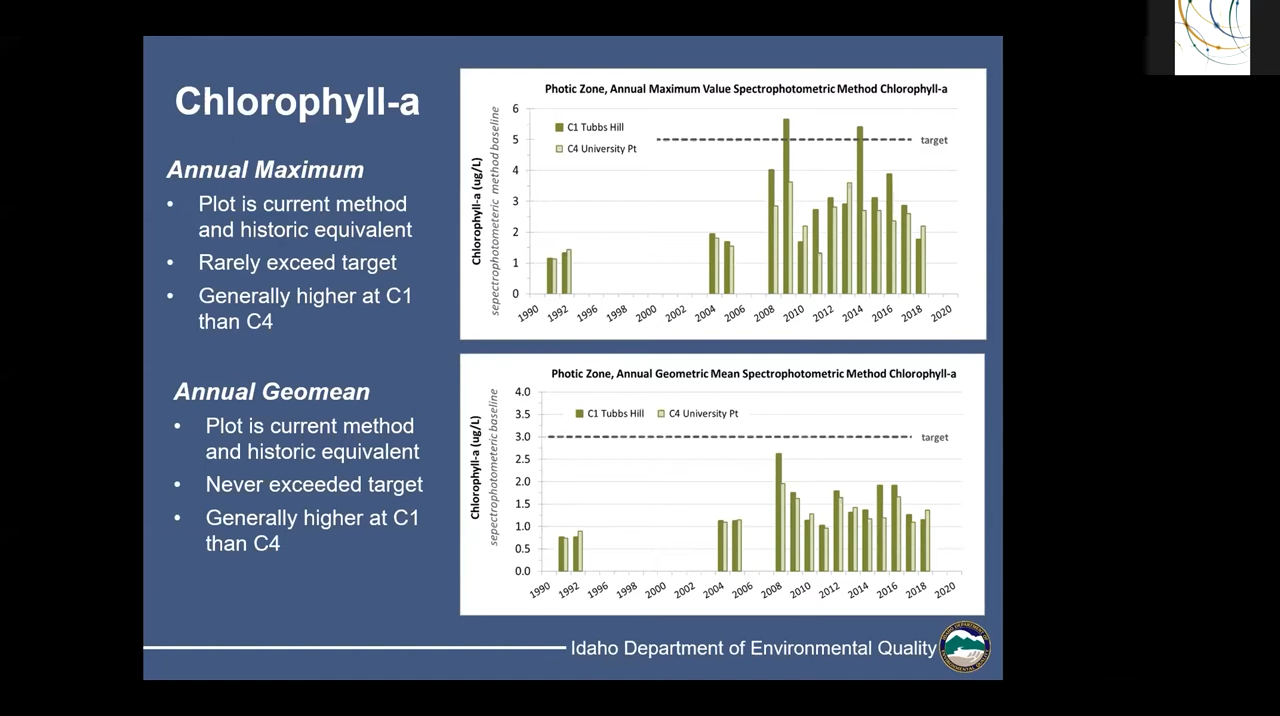 Chlorophyll-a
Annual Maximum
• Plot is current method
and historic equivalent
• Rarely exceed target
• Generally higher at C1
than C4
Annual Geomean
• Plot is current method
and historic equivalent
• Never exceeded target
• Generally higher at C1
than C4
Photic Zone, Annual Maximum Value Spectrophotometric Method Chlorophyll-a
Chlorophyll-a (ug/L)
sepectrophotometeric method baseline
6
5
4
3
2
1
0
C1 Tubbs Hill
C4 University Pt
target
1990 1992 1996 1998 2000 2002 2004 2006 2008 2010 2012 2014 2016 2018 2020
Photic Zone, Annual Geometric Mean Spectrophotometric Method Chlorophyll-a
Chlorophyll-a (ug/L)
sepectrophotometeric baseline
4.0
3.5
3.0
2.5
2.0
1.5
1.0
0.5
0.0
C1 Tubbs Hill C4 University Pt
target
1990 1992 1996 1998 2000 2002 2004 2006 2008 2010 2012 2014 2016 2018 2020
Idaho Department of Environmental Quality